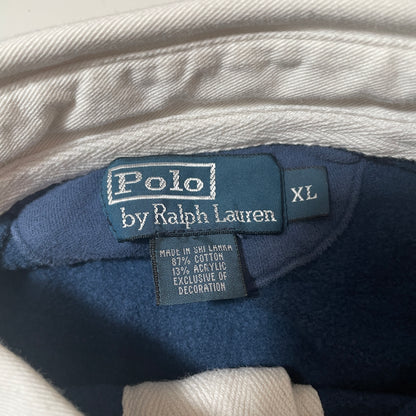 Polo
by Ralph Lauren
XL
MADE IN SRI LANKA
87% COTTON
13% ACRYLIC
EXCLUSIVE OF
DECORATION